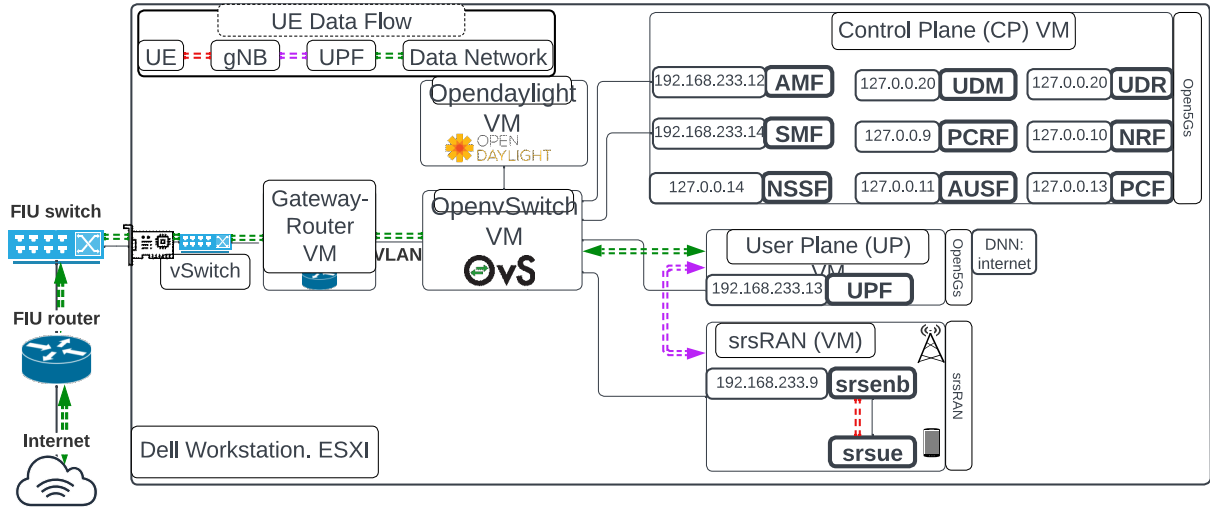 UE Data Flow
UE
gNB
UPF
Data Network
Control Plane (CP) VM
192.168.233.12
AMF
127.0.0.20
UDM
127.0.0.20
UDR
192.168.233.14
SMF
127.0.0.9
PCRF
127.0.0.10
NRF
127.0.0.14
NSSF
127.0.0.11
AUSF
127.0.0.13
PCF
Open5Gs
Opendaylight
VM
OPEN
DAYLIGHT
OpenvSwitch
VM
OvS
Gateway-
Router
VM
VLAN
FIU switch
vSwitch
FIU router
Internet
User Plane (UP)
VM
192.168.233.13
UPF
Open5Gs
DNN:
internet
srsRAN (VM)
192.168.233.9
srsenb
srsue
srsRAN
Dell Workstation. ESXI